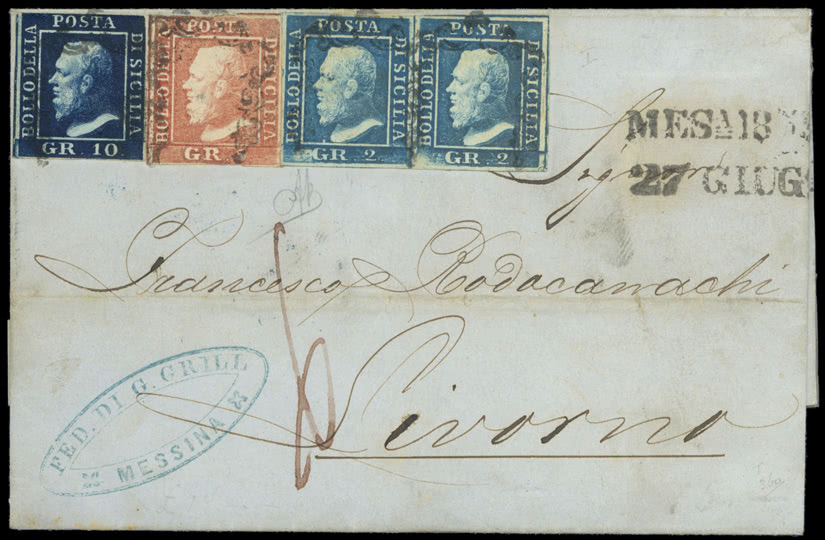 POSTA
BOLLO DELLA
DI SICILIA
GR. 10
POSTA
BOLLO DELLA
DI SICILIA
GR.
POSTA
BOLLO DELLA
DI SICILIA
GR. 2
POSTA
BOLLO DELLA
DI SICILIA
GR. 2
MESA 18
27 GIUG
Signor
Francesco Rodocanachi
Livorno
6
FED. DI G. GRILL
MESSINA